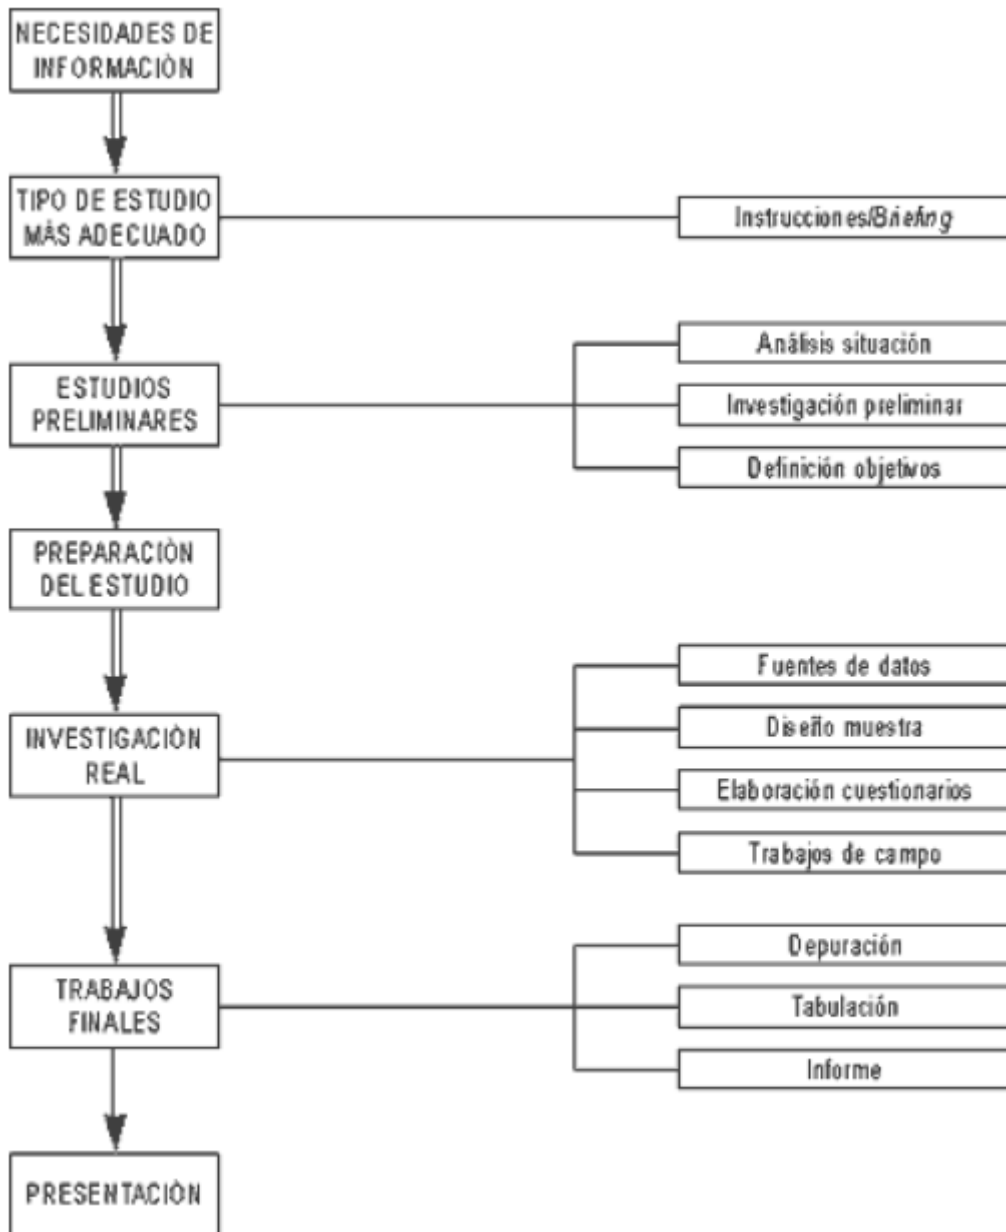 NECESIDADES DE
INFORMACIÒN
TIPO DE ESTUDIO
MÁS ADECUADO
Instrucciones/Briefing
Análisis situación
ESTUDIOS
PRELIMINARES
Investigación preliminar
Definición objetivos
PREPARACIÒN
DEL ESTUDIO
Fuentes de datos
INVESTIGACIÒN
REAL
Diseño muestra
Elaboración cuestionarios
Trabajos de campo
Depuración
TRABAJOS
FINALES
Tabulación
Informe
PRESENTACIÒN